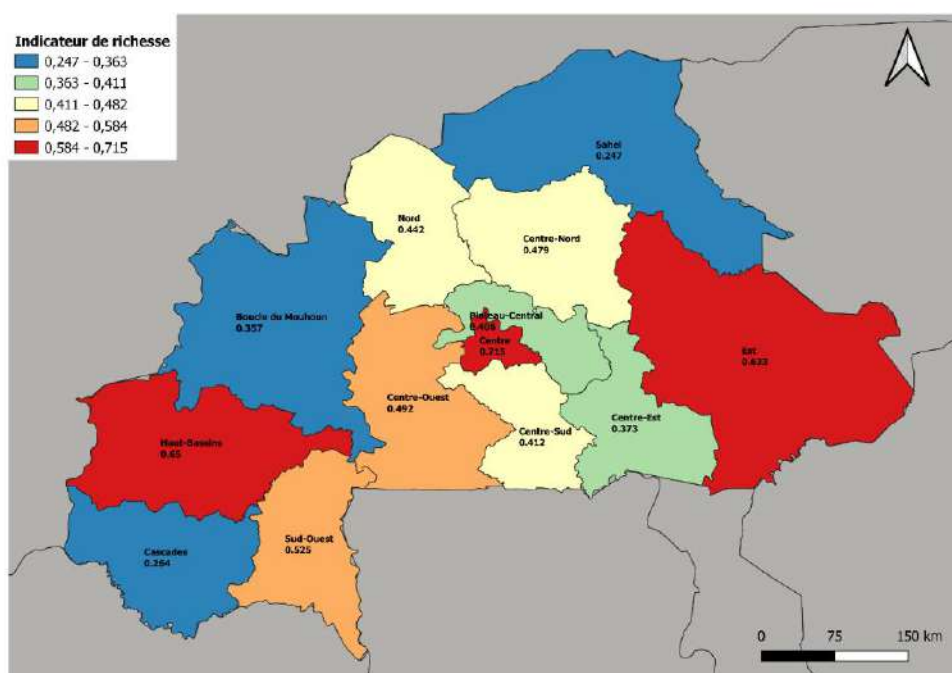 Indicateur de richesse
0,247 - 0,363
0,363 - 0,411
0,411 - 0,482
0,482 - 0,584
0,584 - 0,715
Sahel
0.247
Nord
0.442
Centre-Nord
0.479
Boucle du Mouhoun
0.357
Plateau-Central
0.406
Centre
0.715
Est
0.633
Centre-Ouest
0.492
Centre-Est
0.373
Centre-Sud
0.412
Haut-Bassins
0.65
Sud-Ouest
0.525
Cascades
0.264
0 75 150 km